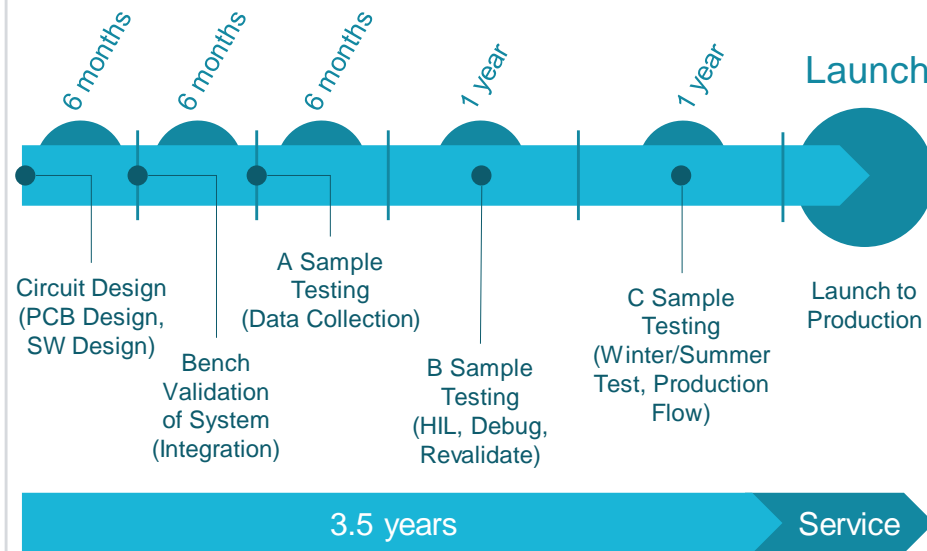 6 months
6 months
6 months
1 year
1 year
Launch
Circuit Design
(PCB Design,
SW Design)
Bench
Validation
of System
(Integration)
A Sample
Testing
(Data Collection)
B Sample
Testing
(HIL, Debug,
Revalidate)
C Sample
Testing
(Winter/Summer
Test, Production
Flow)
Launch to
Production
3.5 years
Service